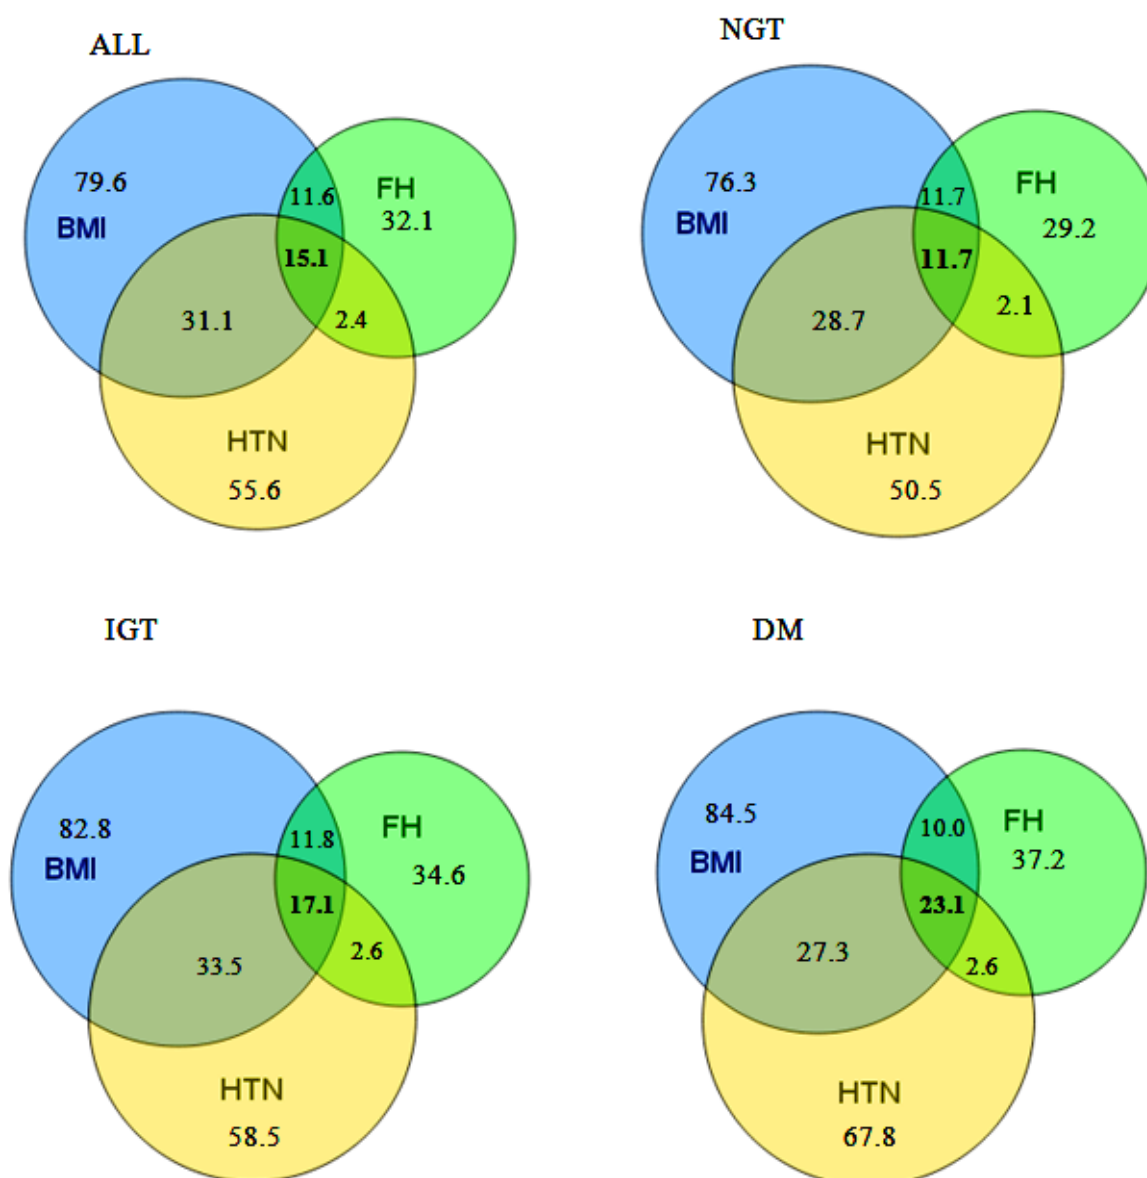 ALL
79.6
BMI
11.6
FH
32.1
15.1
31.1
2.4
HTN
55.6
NGT
76.3
BMI
11.7
FH
29.2
11.7
28.7
2.1
HTN
50.5
IGT
82.8
BMI
11.8
FH
34.6
17.1
33.5
2.6
HTN
58.5
DM
84.5
BMI
10.0
FH
37.2
23.1
27.3
2.6
HTN
67.8